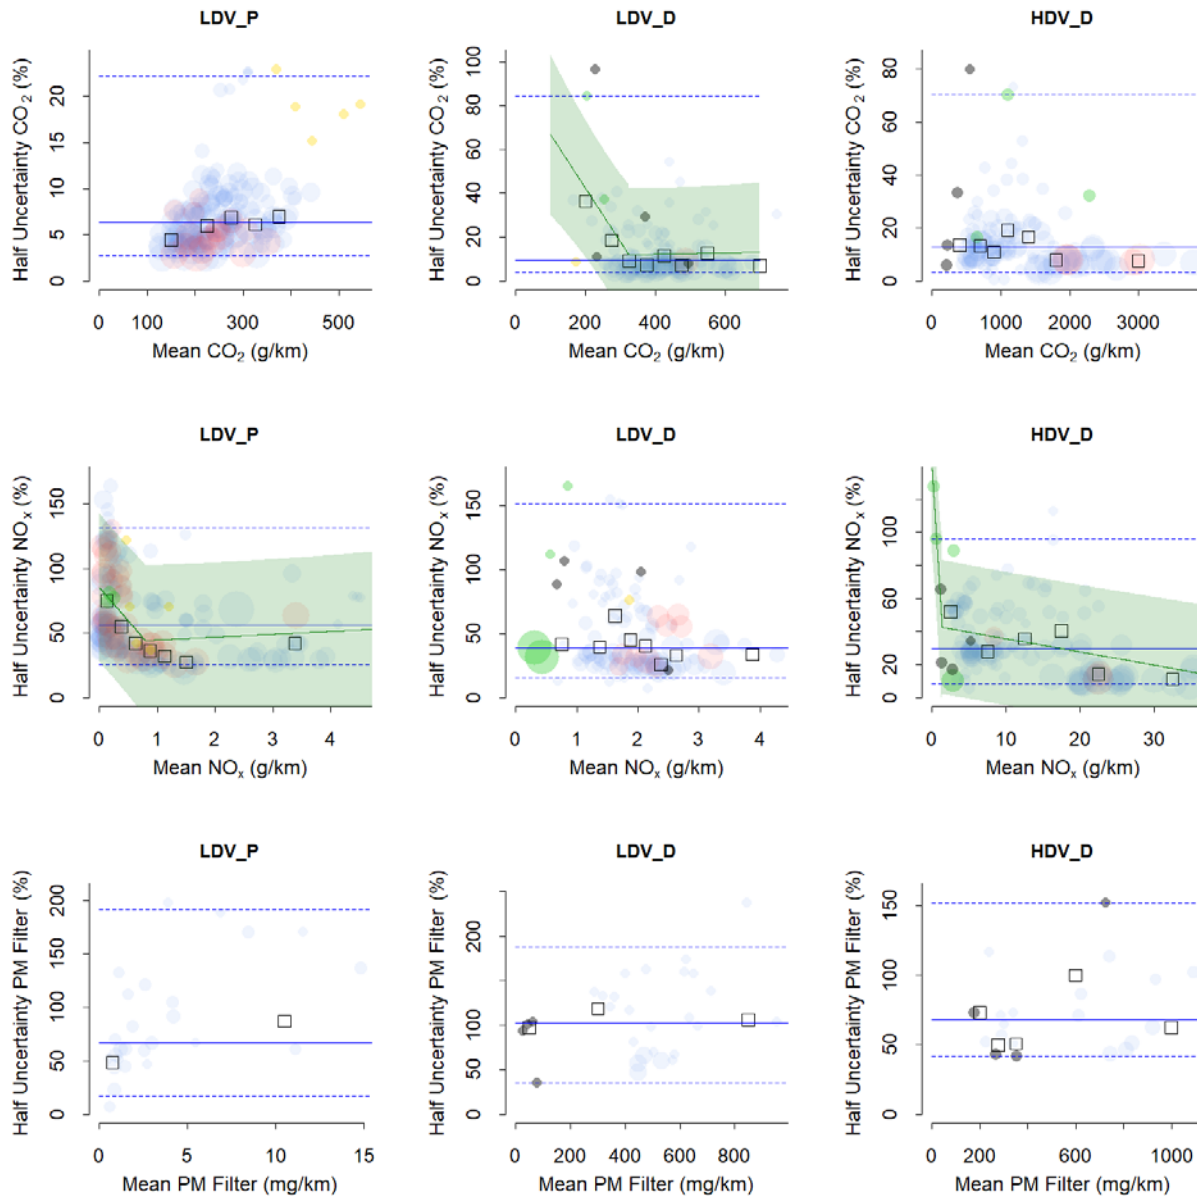 LDV_P
LDV_D
HDV_D
Half Uncertainty CO₂ (%)
0 5 10 15 20
0 100 300 500
Mean CO₂ (g/km)
Half Uncertainty CO₂ (%)
0 20 40 60 80 100
0 200 400 600
Mean CO₂ (g/km)
Half Uncertainty CO₂ (%)
0 20 40 60 80
0 1000 2000 3000
Mean CO₂ (g/km)
LDV_P
LDV_D
HDV_D
Half Uncertainty NOₓ (%)
0 50 100 150
0 1 2 3 4
Mean NOₓ (g/km)
Half Uncertainty NOₓ (%)
0 50 100 150
0 1 2 3 4
Mean NOₓ (g/km)
Half Uncertainty NOₓ (%)
0 20 40 60 100
0 10 20 30
Mean NOₓ (g/km)
LDV_P
LDV_D
HDV_D
Half Uncertainty PM Filter (%)
0 50 100 150 200
0 5 10 15
Mean PM Filter (mg/km)
Half Uncertainty PM Filter (%)
0 50 100 200
0 200 400 600 800
Mean PM Filter (mg/km)
Half Uncertainty PM Filter (%)
0 50 100 150
200 400 600 1000
Mean PM Filter (mg/km)